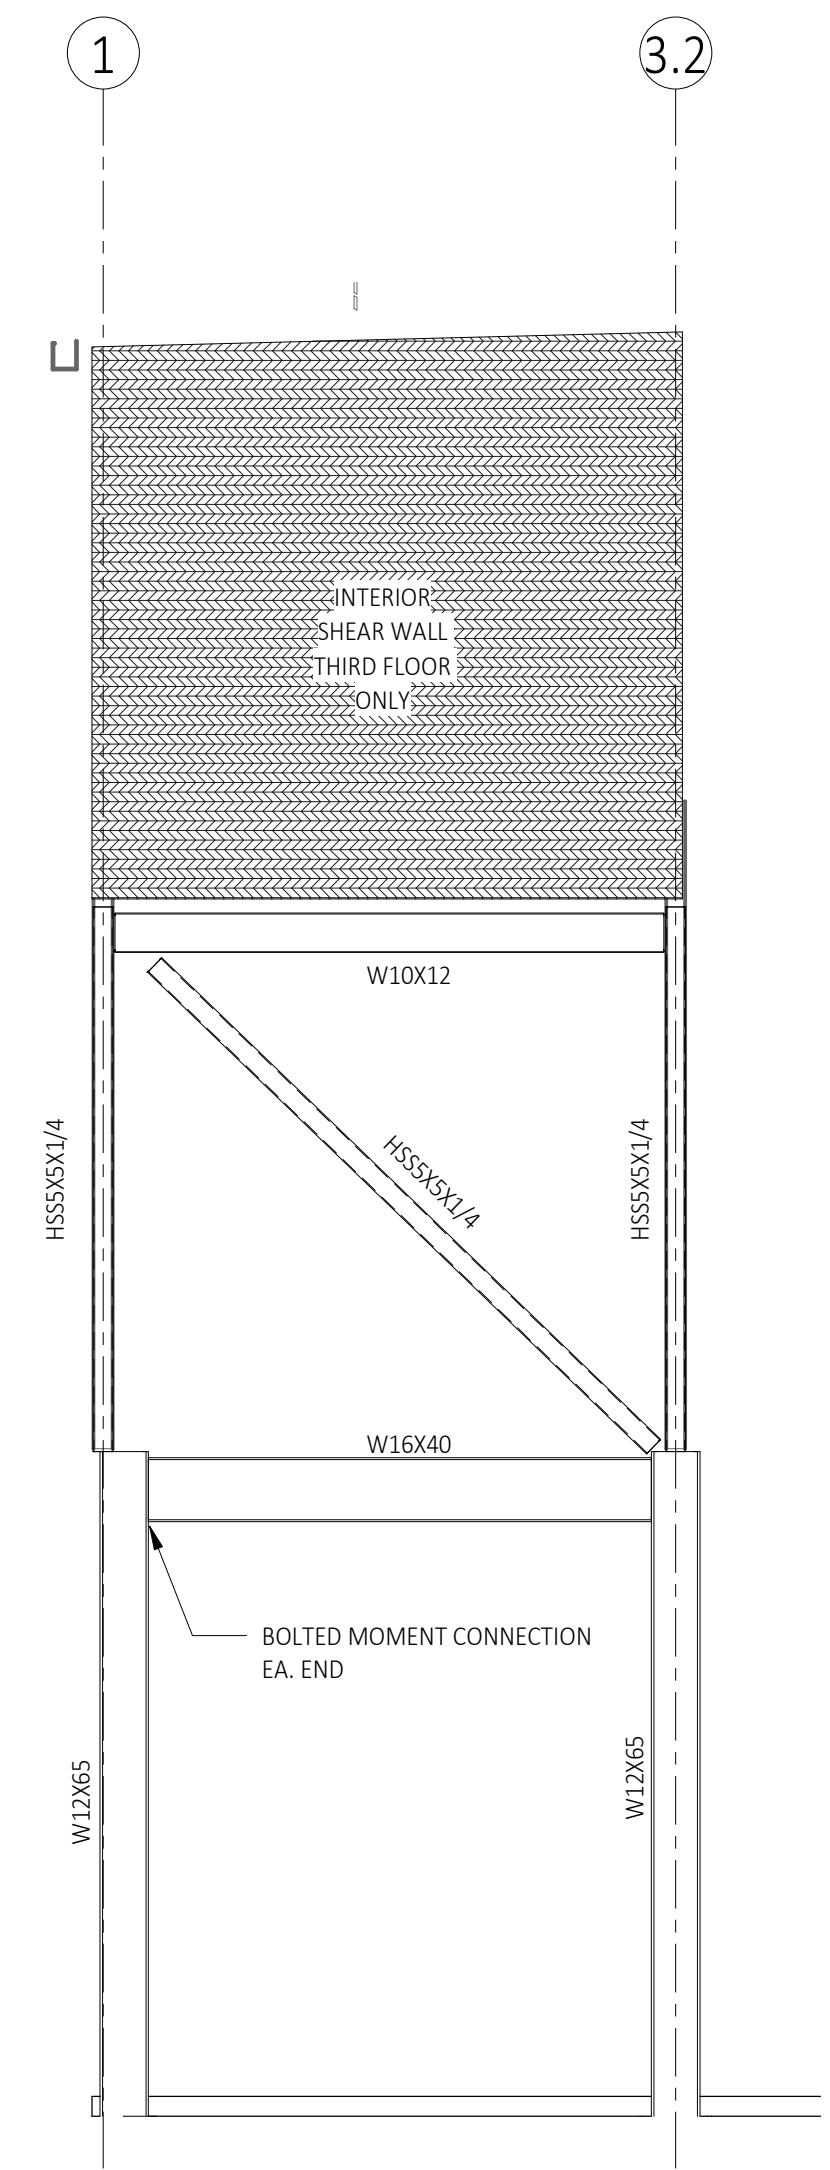 1
3.2
INTERIOR
SHEAR WALL
THIRD FLOOR
ONLY
W10X12
HSS5X5X1/4
HSS5X5X1/4
HSS5X5X1/4
W16X40
BOLTED MOMENT CONNECTION
EA. END
W12X65
W12X65